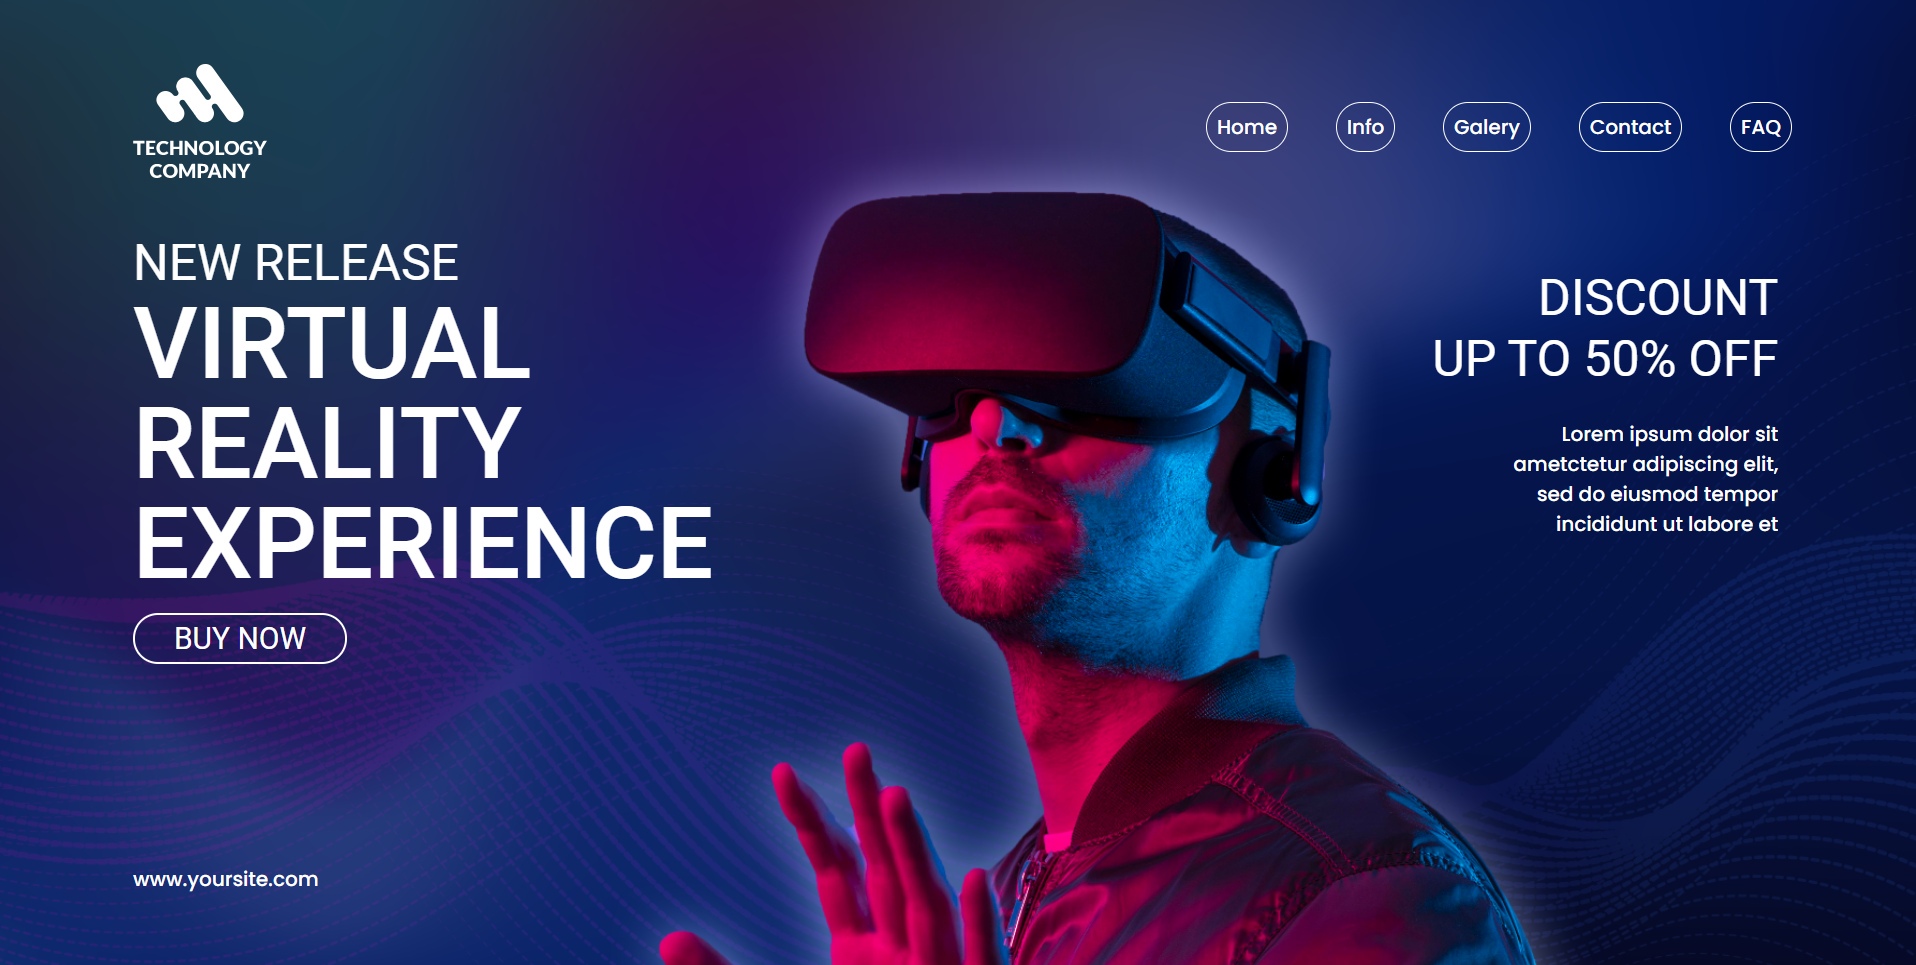 TECHNOLOGY
COMPANY
Home
Info
Galery
Contact
FAQ
NEW RELEASE
VIRTUAL
REALITY
EXPERIENCE
BUY NOW
DISCOUNT
UP TO 50% OFF
Lorem ipsum dolor sit
ametctetur adipiscing elit,
sed do eiusmod tempor
incididunt ut labore et
www.yoursite.com